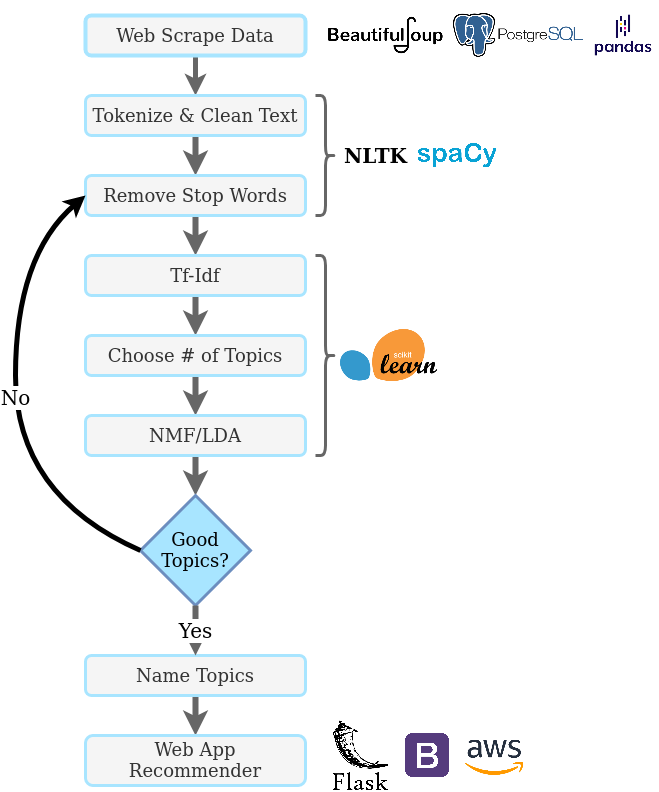 Web Scrape Data
BeautifulSoup
PostgreSQL
pandas
Tokenize & Clean Text
NLTK
spaCy
Remove Stop Words
Tf-Idf
Choose # of Topics
scikit
learn
No
NMF/LDA
Good
Topics?
Yes
Name Topics
Web App
Recommender
Flask
B
aws